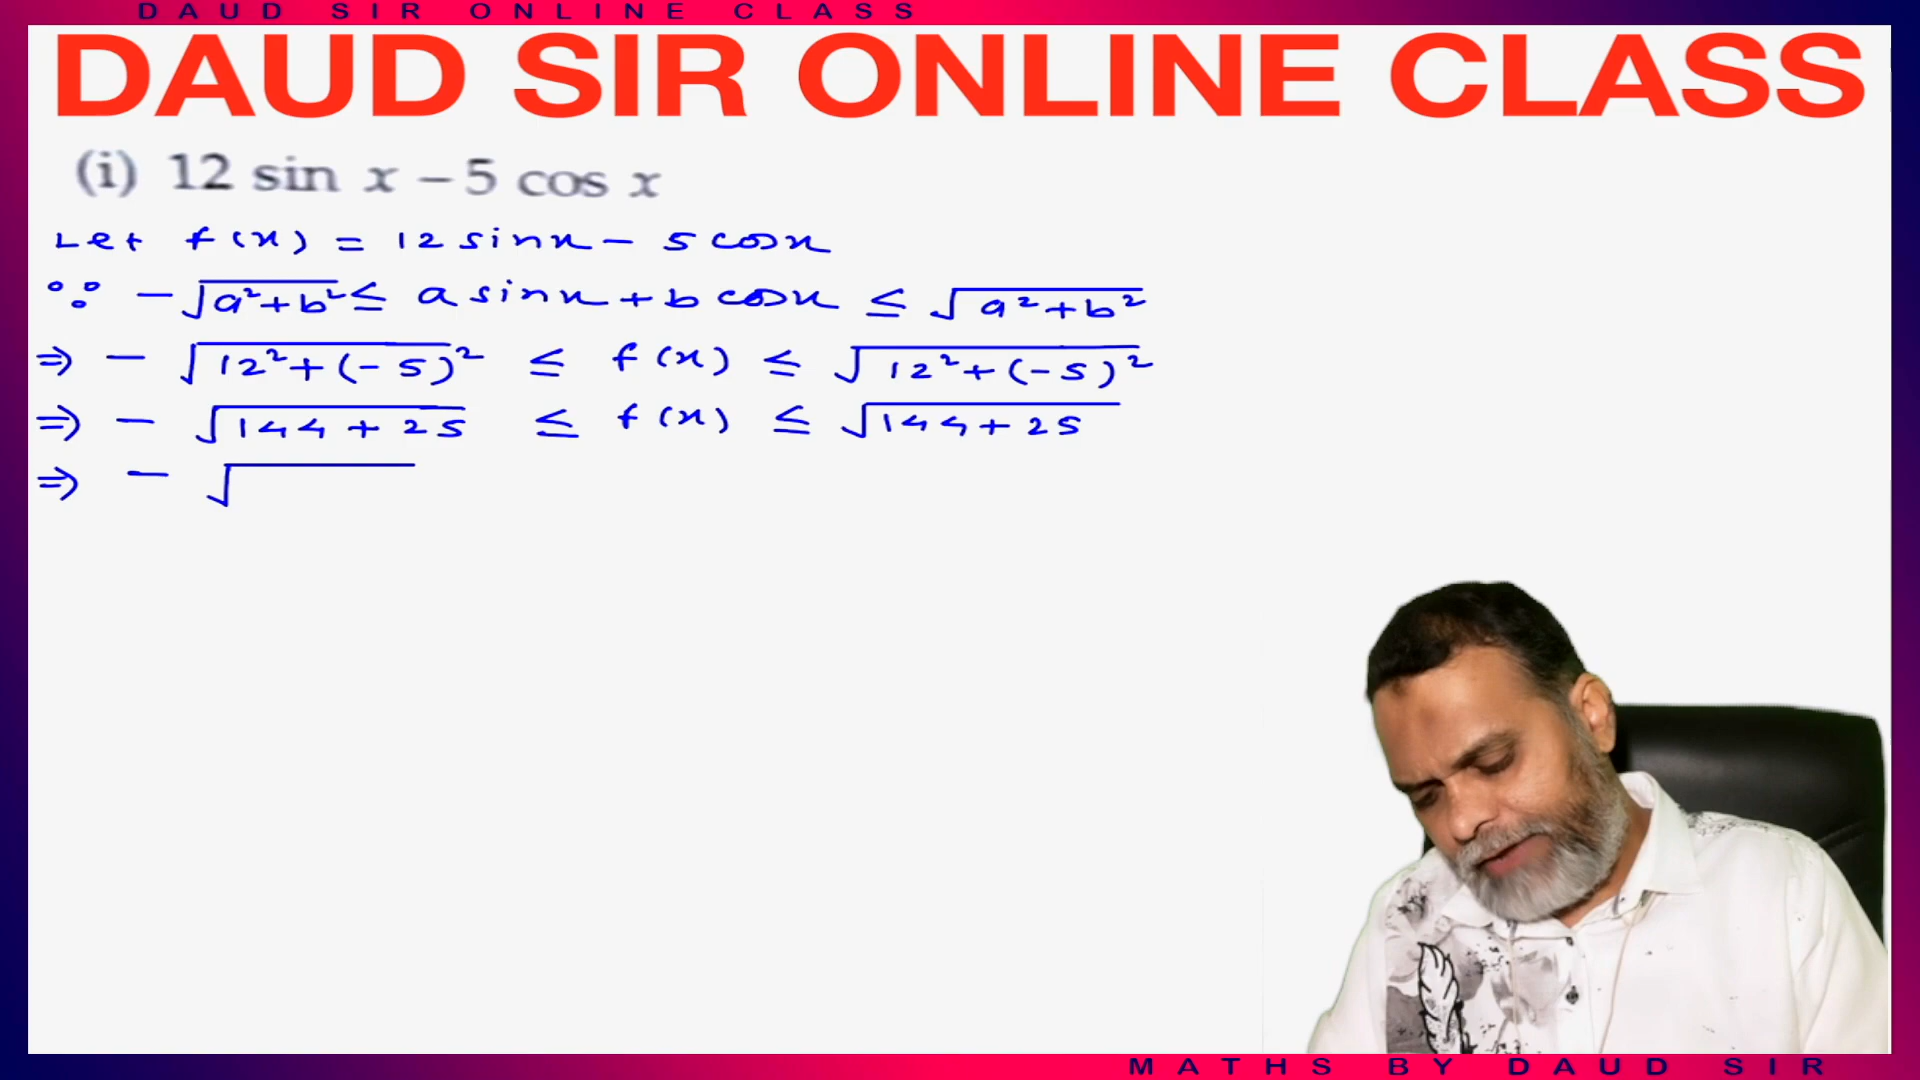 DAUD SIR ONLINE CLASS
DAUD SIR ONLINE CLASS
(i) 12 sin x – 5 cos x
Let f(x) = 12 sinx – 5 cosx
∵ –√(a²+b²) ≤ a sinx + b cosx ≤ √(a²+b²)
⇒ – √(12²+(–5)²) ≤ f(x) ≤ √(12²+(–5)²)
⇒ – √(144+25) ≤ f(x) ≤ √(144+25)
⇒ – √
MATHS BY DAUD SIR